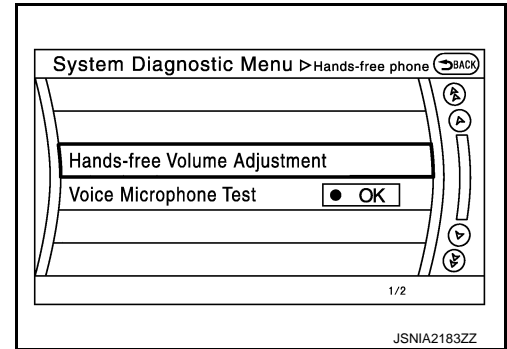 System Diagnostic Menu ▷Hands-free phone BACK
Hands-free Volume Adjustment
Voice Microphone Test ● OK
1/2
JSNIA2183ZZ